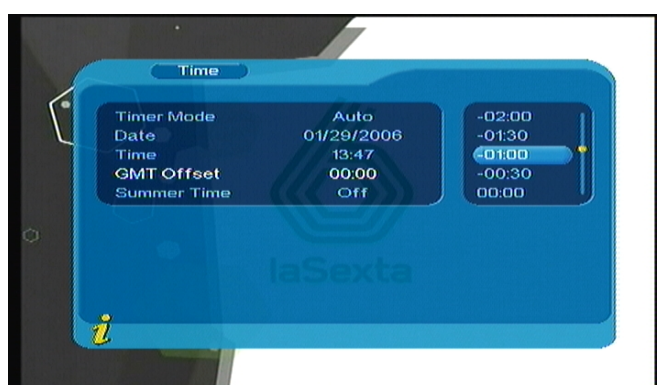 Time
Timer Mode Auto -02:00
Date 01/29/2006 -01:30
Time 13:47 -01:00
GMT Offset 00:00 -00:30
Summer Time Off 00:00
laSexta
i